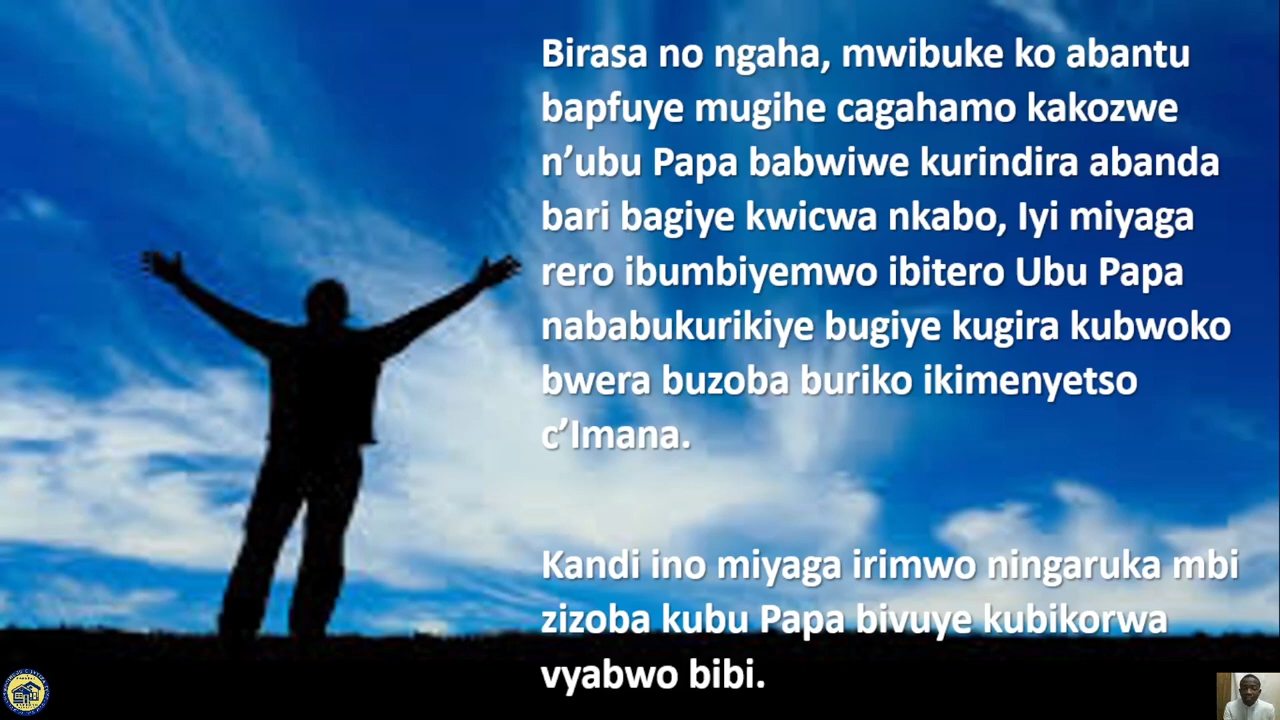 Birasa no ngaha, mwibuke ko abantu
bapfuye mugihe cagahamo kakozwe
n’ubu Papa babwiwe kurindira abanda
bari bagiye kwicwa nkabo, Iyi miyaga
rero ibumbiyemwo ibitero Ubu Papa
nababukurikiye bugiye kugira kubwoko
bwera buzoba buriko ikimenyetso
c’Imana.
Kandi ino miyaga irimwo ningaruka mbi
zizoba kubu Papa bivuye kubikorwa
vyabwo bibi.